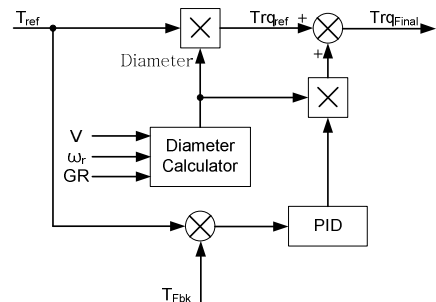 T_ref
Trq_ref
+
Trq_Final
+
Diameter
V
ω_r
GR
Diameter
Calculator
PID
T_Fbk